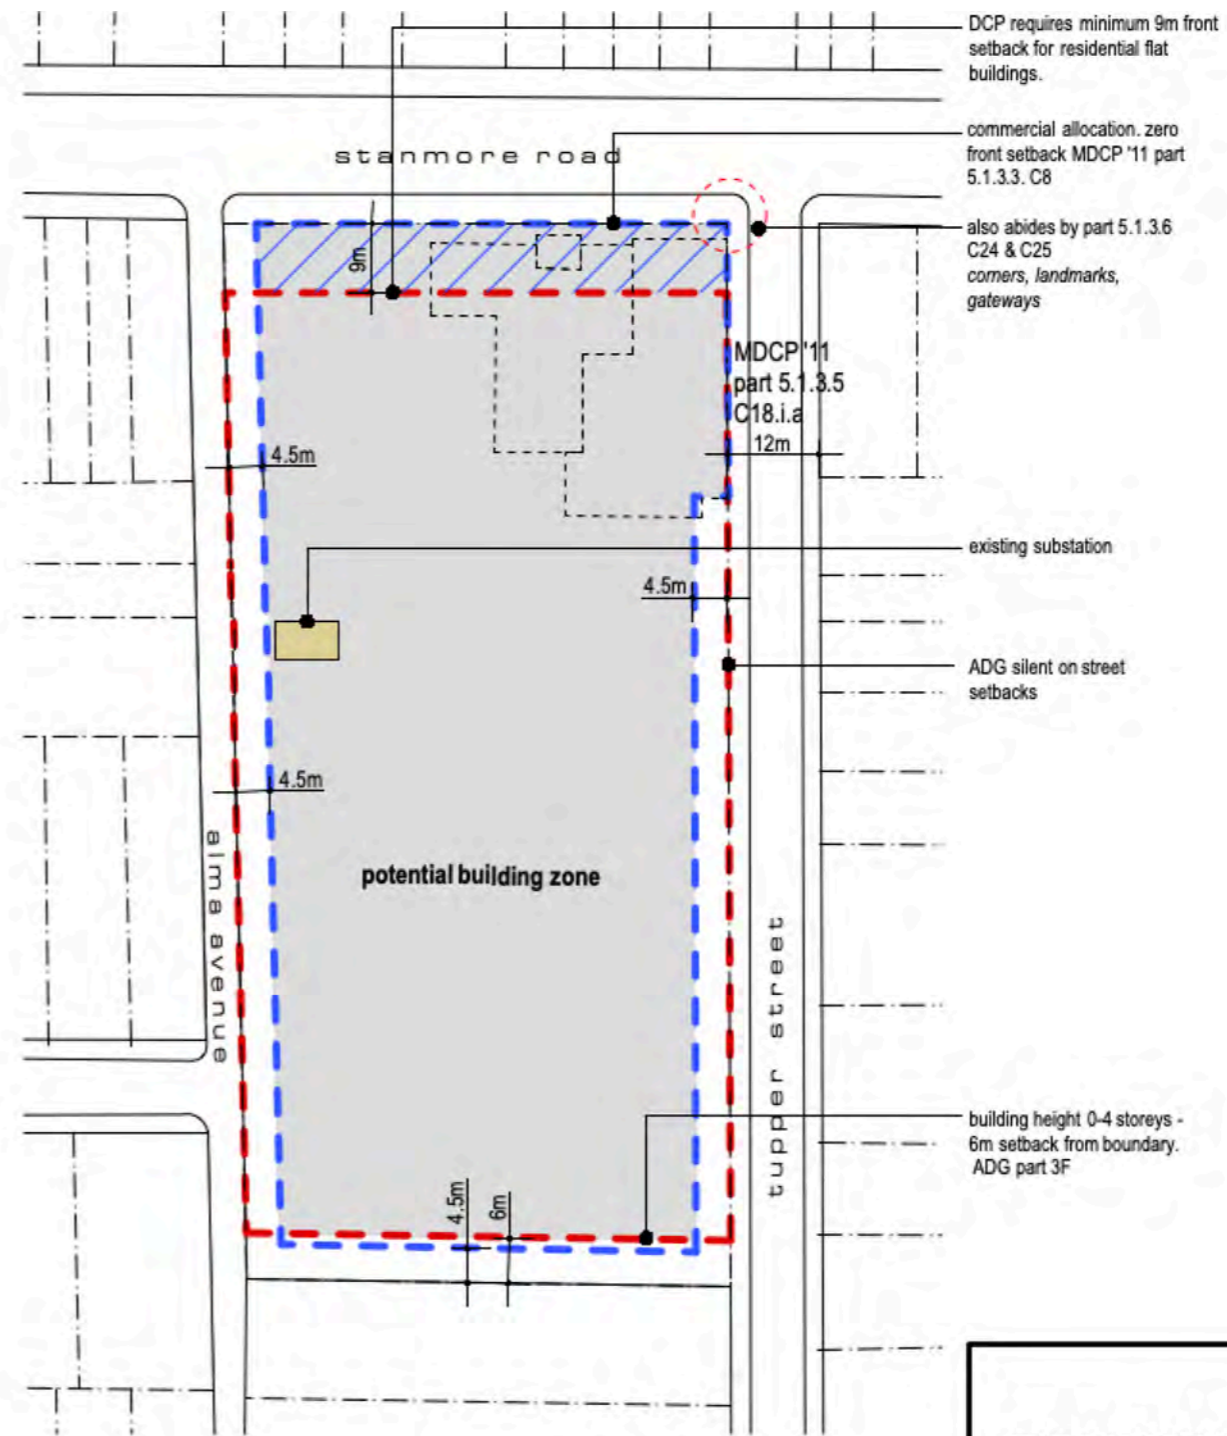 DCP requires minimum 9m front
setback for residential flat
buildings.
commercial allocation. zero
front setback MDCP '11 part
5.1.3.3. C8
stanmore road
also abides by part 5.1.3.6
C24 & C25
corners, landmarks,
gateways
9m
MDCP '11
part 5.1.3.5
C18.i.a
12m
4.5m
existing substation
4.5m
ADG silent on street
setbacks
4.5m
alma avenue
potential building zone
tupper street
building height 0-4 storeys -
6m setback from boundary.
ADG part 3F
4.5m
6m